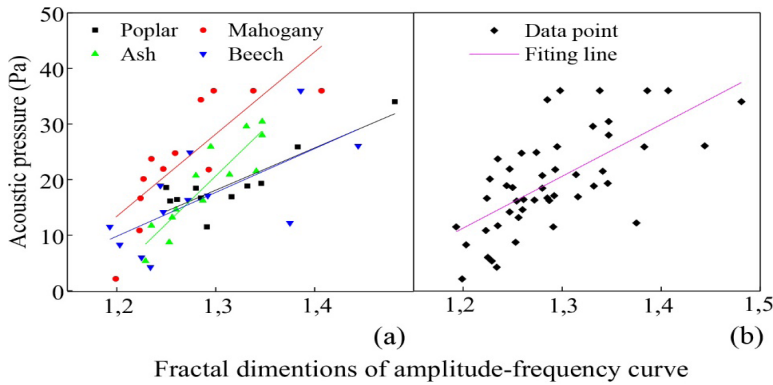 50
40
30
20
10
0
Acoustic pressure (Pa)
Poplar Mahogany
Ash Beech
1,2 1,3 1,4
(a)
Data point
Fiting line
1,2 1,3 1,4 1,5
(b)
Fractal dimentions of amplitude-frequency curve